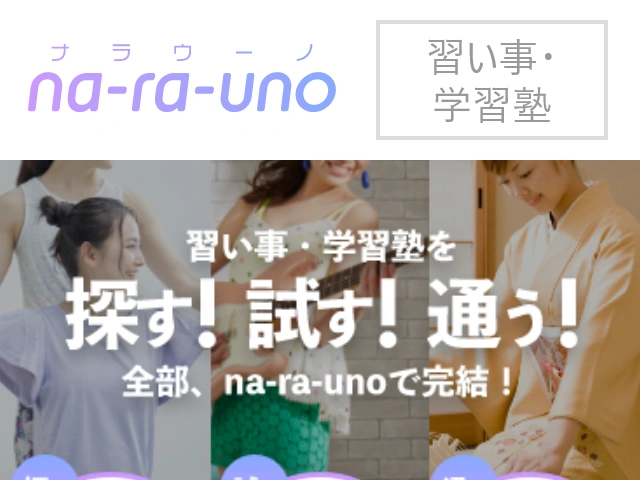 ナラウーノ
na-ra-uno
習い事・
学習塾
習い事・学習塾を
探す! 試す! 通う!
全部、na-ra-unoで完結！